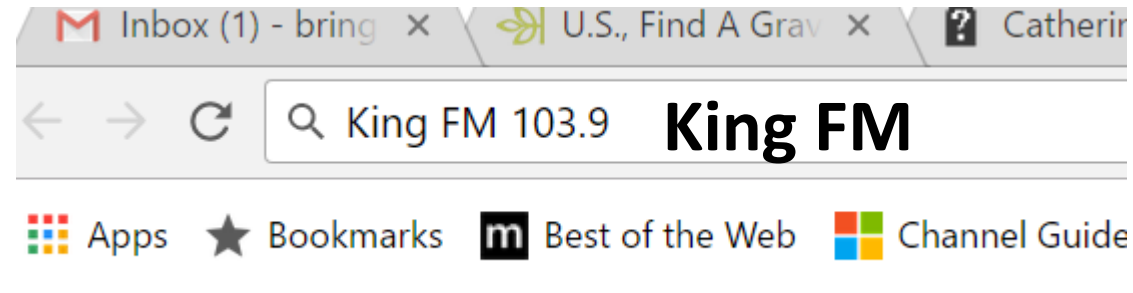 Inbox (1) - bring U.S., Find A Grav Catherin
King FM 103.9 King FM
Apps Bookmarks m Best of the Web Channel Guide